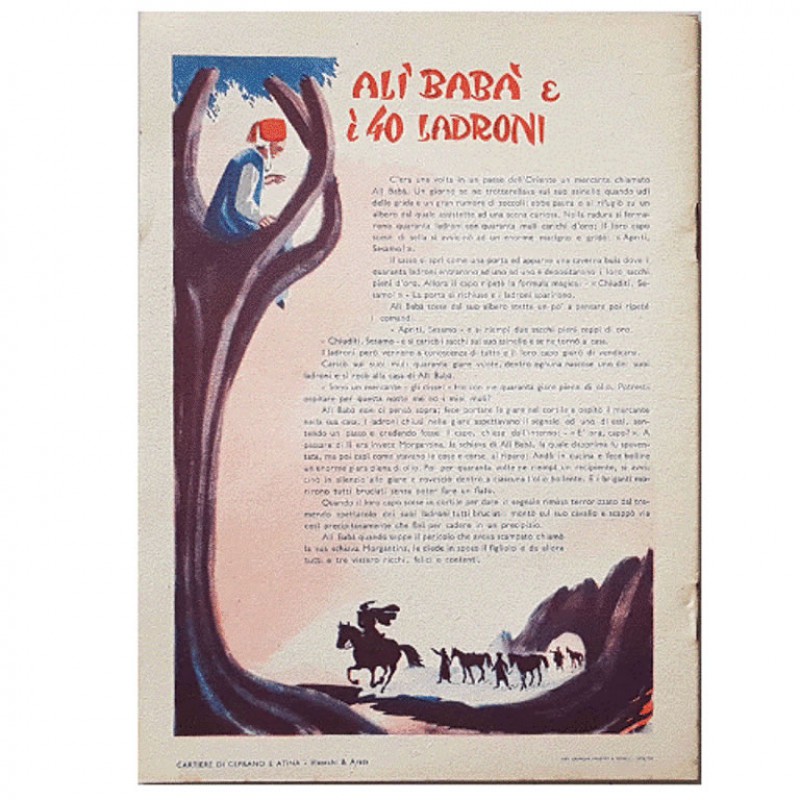 ALÌ BABÀ E
i 40 LADRONI
C'era una volta in un paese dell'Oriente un mercante chiamato
Alì Babà. Un giorno se ne trotterellava sul suo asinello quando udì
delle grida e un gran rumore di zoccoli: ebbe paura e si rifugiò su un
albero dal quale assistette ad una scena curiosa. Nella radura si ferma-
rono quaranta ladroni con quaranta muli carichi d'oro; il loro capo
scese di sella si avvicinò ad un enorme macigno e gridò: « Apriti,
Sesamo! ».
Il sasso si aprì come una porta ed apparve una caverna buia dove i
quaranta ladroni entrarono ad uno ad uno e depositarono i loro sacchi
pieni d'oro. Allora il capo ripetè la formula magica: - « Chiuditi, Se-
samo! » - La porta si richiuse e i ladroni sparirono.
Alì Babà scese dal suo albero stette un po' a pensare poi ripetè
i comandi
- Apriti, Sesamo - e si riempì due sacchi pieni zeppi di oro.
- Chiuditi, Sesamo - e si caricò i sacchi sul suo asinello e se ne tornò a casa.
I ladroni però vennero a conoscenza di tutto e il loro capo giurò di vendicarsi.
Caricò sui suoi muli quaranta giare vuote; dentro ognuna nascose uno dei suoi
ladroni e si recò alla casa di Alì Babà.
« Sono un mercante - gli disse: - ho con me quaranta giare piene di olio. Potresti
ospitare per questa notte me ed i miei muli?
Alì Babà non ci pensò sopra; fece portare le giare nel cortile e ospitò il mercante
nella sua casa. I ladroni chiusi nelle giare aspettavano il segnale ad uno di essi, sen-
tendo un passo e credendo fosse il capo, chiese dall'interno: - « E' ora, capo? ». A
passare di lì era invece Morgantina, la schiava di Alì Babà, la quale dapprima si spaven-
tata, ma poi capì come stavano le cose e corse ai ripari. Andò in cucina e fece bollire
un'enorme giara piena di olio. Poi per quaranta volte ne riempì un recipiente, si avvi-
cinò in silenzio alle giare e rovesciò dentro a ciascuna l'olio bollente. E i briganti mo-
rirono tutti bruciati senza poter fare un fiato.
Quando il loro capo scese in cortile per dare il segnale rimase terrorizzato dal tre-
mendo spettacolo dei suoi ladroni tutti bruciati: montò sul suo cavallo e scappò via
così precipitosamente che finì per cadere in un precipizio.
Alì Babà quando seppe il pericolo che aveva scampato chiamò
la sua schiava Morgantina, le diede in sposo il figliolo e da allora
tutti e tre vissero ricchi, felici e contenti.
CARTIERE DI CEPRANO E ATINA -